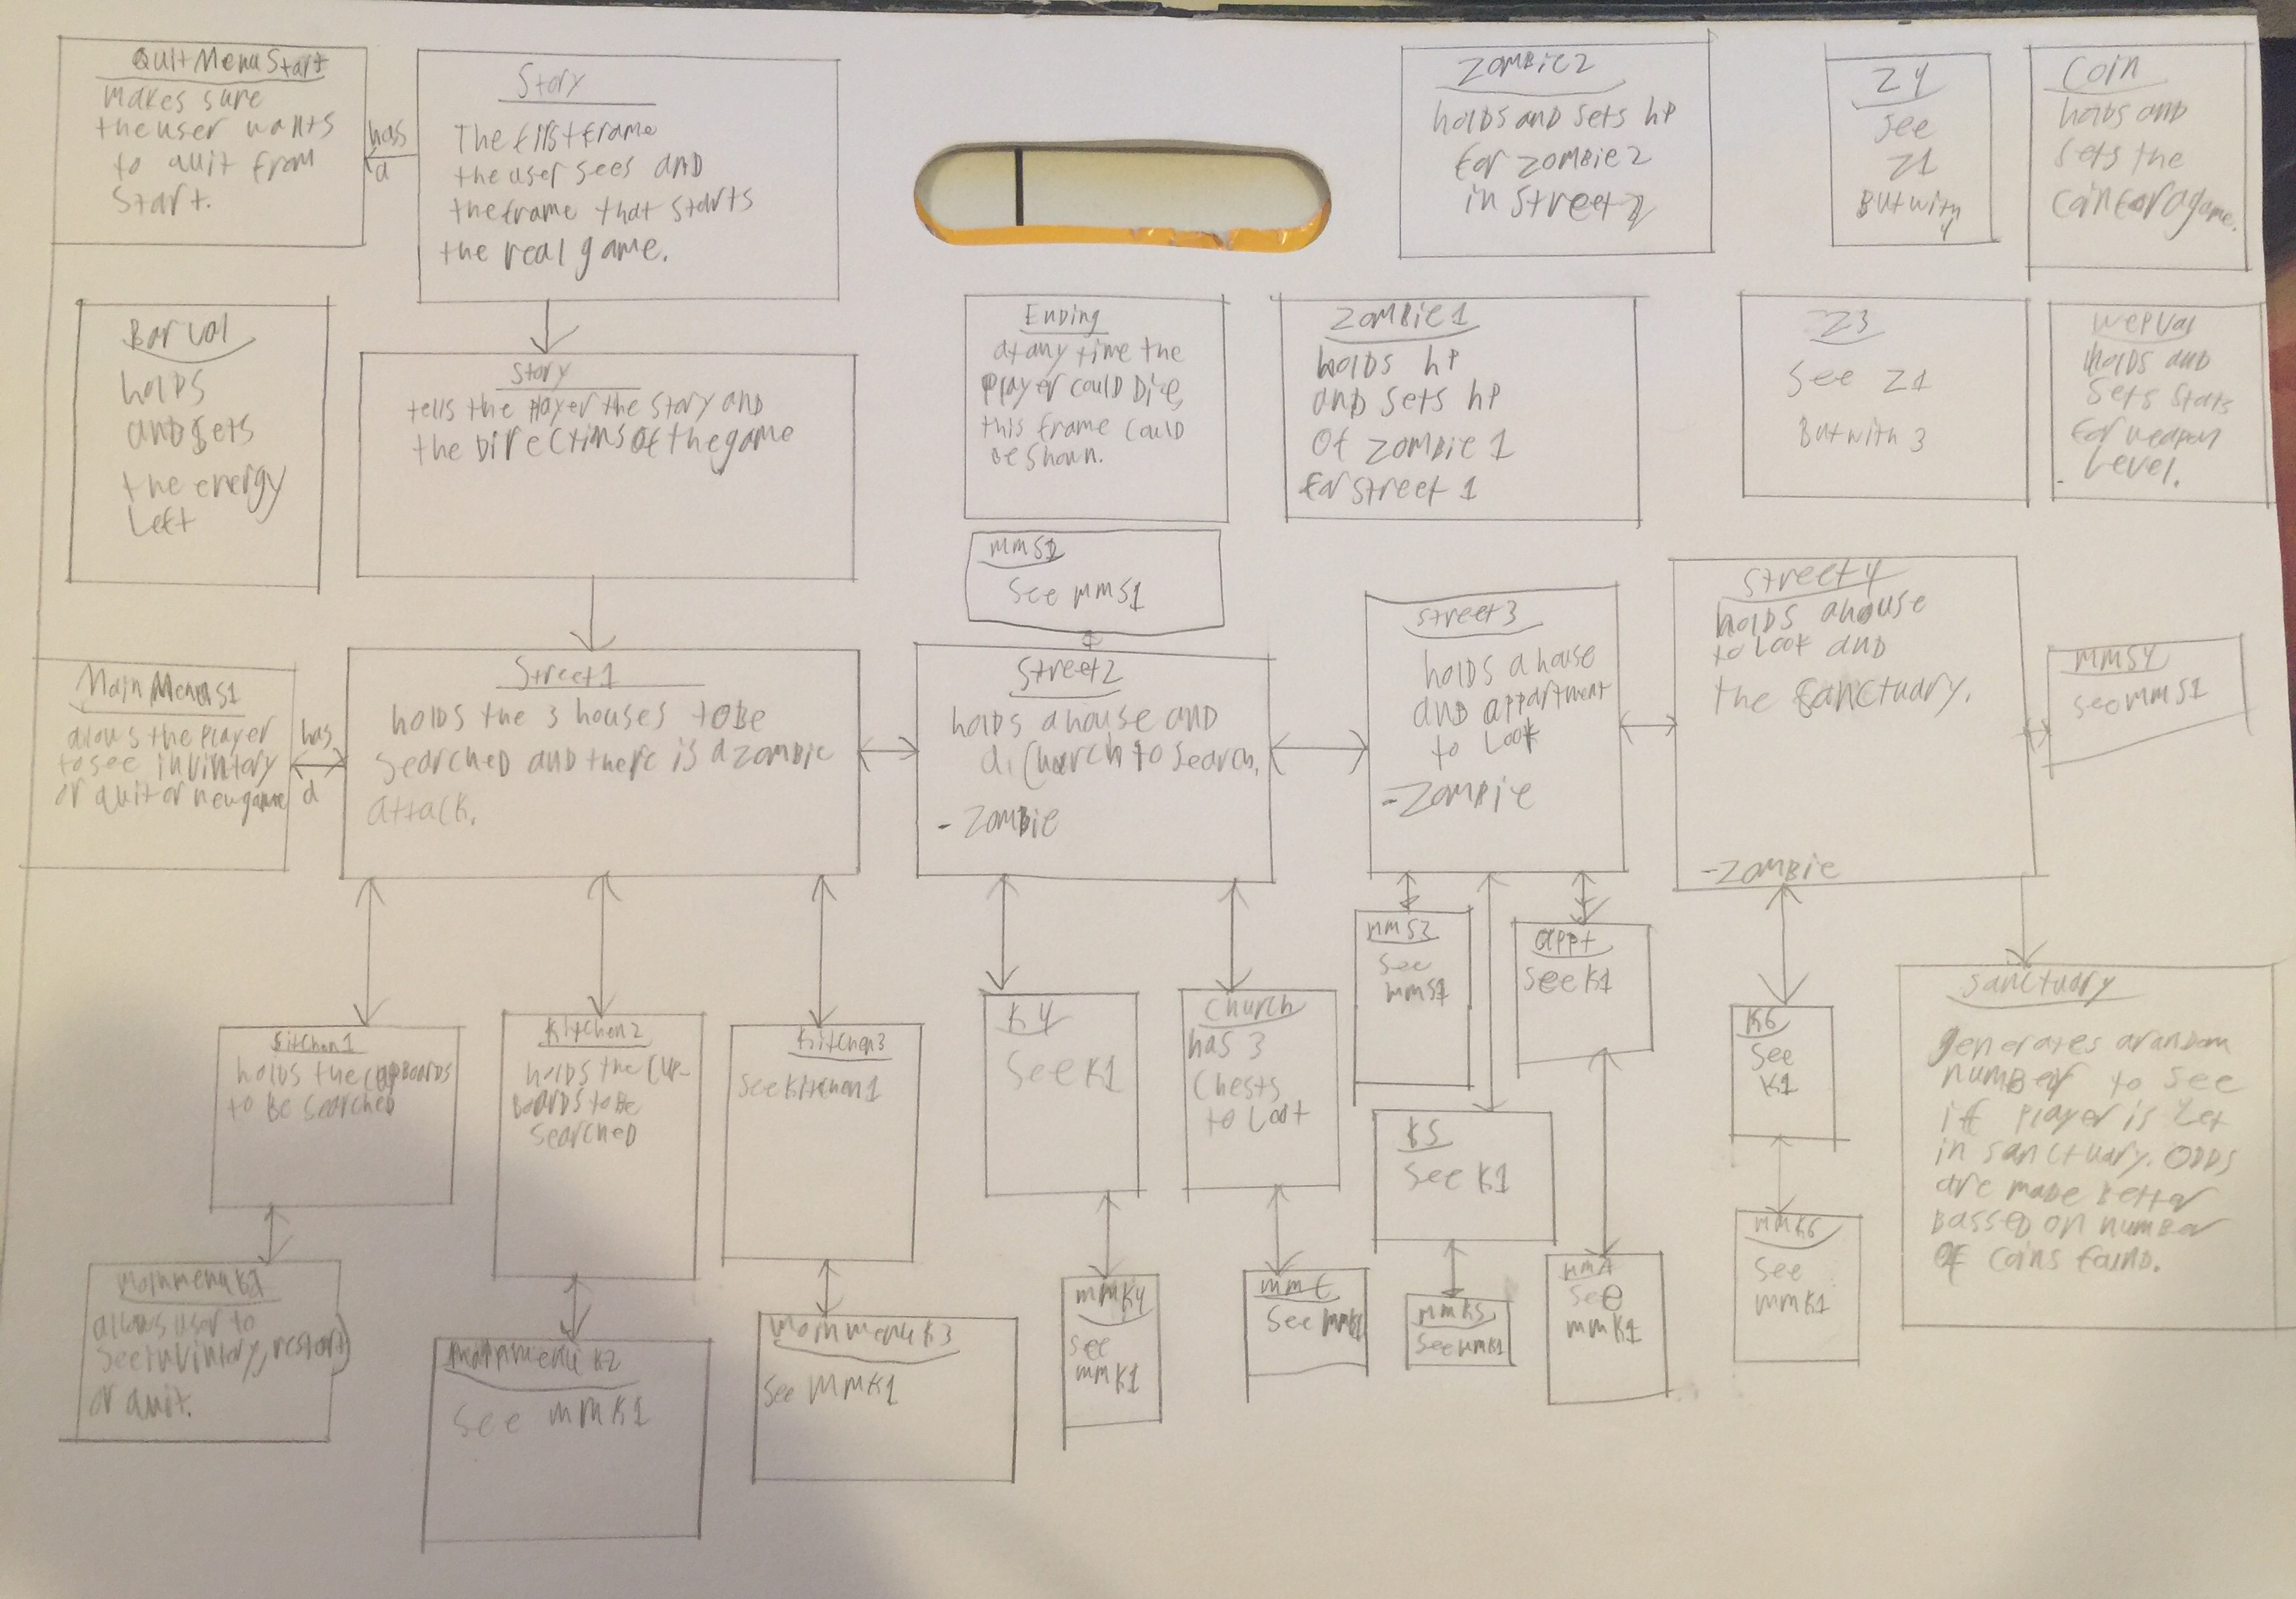 QuitMenuStart
makes sure
the user wants
to quit from
Start.
has
a
Story
The first frame
the user sees and
the frame that starts
the real game.
Zombie2
holds and sets hp
for zombie2
in Street2
Z4
See
Z1
But with
4
Coin
holds and
sets the
coin for a game.
Bar val
holds
and sets
the energy
left
Story
tells the player the story and
the Directions of the game
Ending
at any time the
player could Die,
this frame could
be shown.
Zombie1
holds hp
and sets hp
of zombie 1
for street 1
Z3
See Z1
But with 3
WepVal
holds and
sets stats
for weapon
level.
mmS2
See mmS1
Main MenuS1
allows the player
to see invintory
or quit or new game
has
a
Street1
holds the 3 houses to be
searched and there is a zombie
attack.
Street2
holds a house and
a church to search.
- Zombie
Street3
holds a house
and appartment
to look
- Zombie
Street4
holds a house
to look and
the Sanctuary.
- Zombie
mmS4
see mmS1
Kitchen1
holds the cupboards
to be searched
Kitchen2
holds the cup-
boards to be
searched
Kitchen3
See Kitchen1
K4
See K1
Church
has 3
Chests
to Loot
mmS3
See
mmS1
appt
See K1
K5
See K1
K6
See
K1
Sanctuary
generates a random
number to see
if player is let
in sanctuary. Odds
are made better
bassed on number
of coins found.
mainmenuK1
allows user to
see invintory, restart,
or quit.
mainmenuK2
See mmK1
mainmenuK3
See mmK1
mmK4
see
mmK1
mmC
See mmK1
mmK5
See mmK1
mmA
See
mmK1
mmK6
See
mmK1